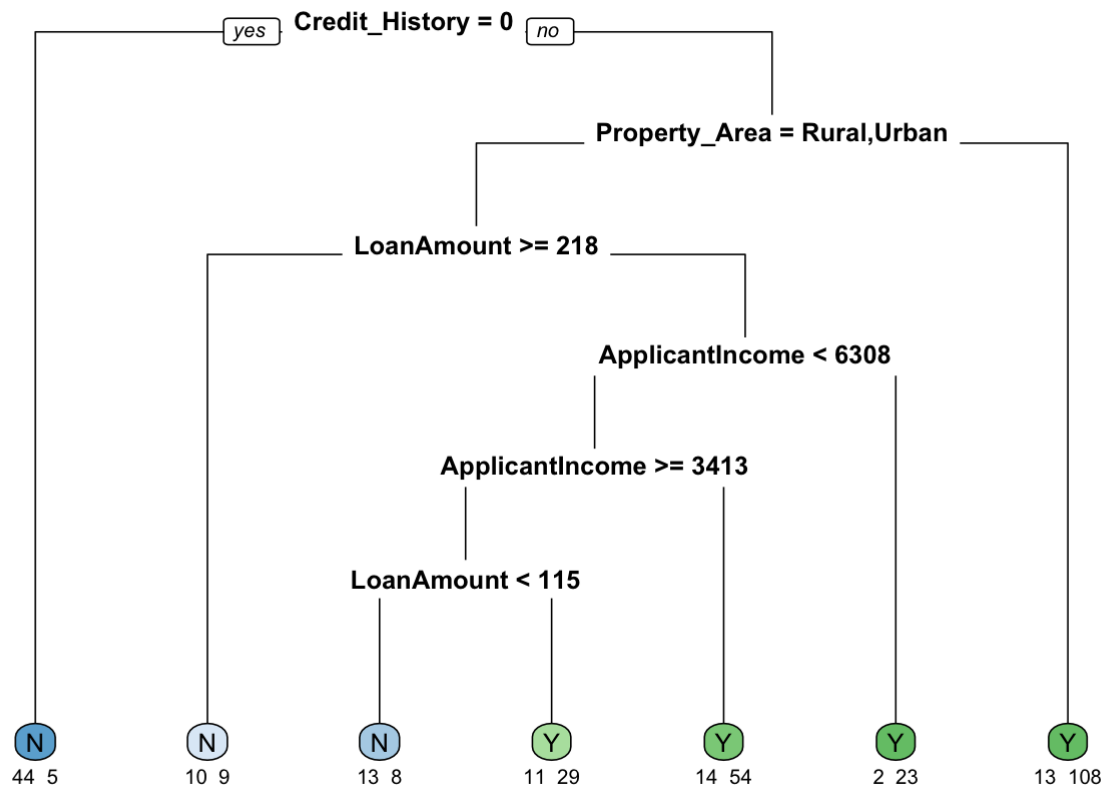 yes Credit_History = 0 no
Property_Area = Rural,Urban
LoanAmount >= 218
ApplicantIncome < 6308
ApplicantIncome >= 3413
LoanAmount < 115
N N N Y Y Y Y
44 5 10 9 13 8 11 29 14 54 2 23 13 108